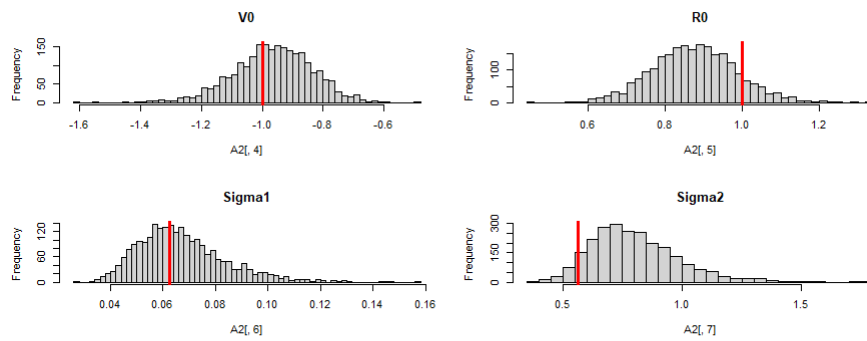 V0
Frequency
0 50 150
-1.6 -1.4 -1.2 -1.0 -0.8 -0.6
A2[, 4]
R0
Frequency
0 100
0.6 0.8 1.0 1.2
A2[, 5]
Sigma1
Frequency
0 60 120
0.04 0.06 0.08 0.10 0.12 0.14 0.16
A2[, 6]
Sigma2
Frequency
0 150 300
0.5 1.0 1.5
A2[, 7]